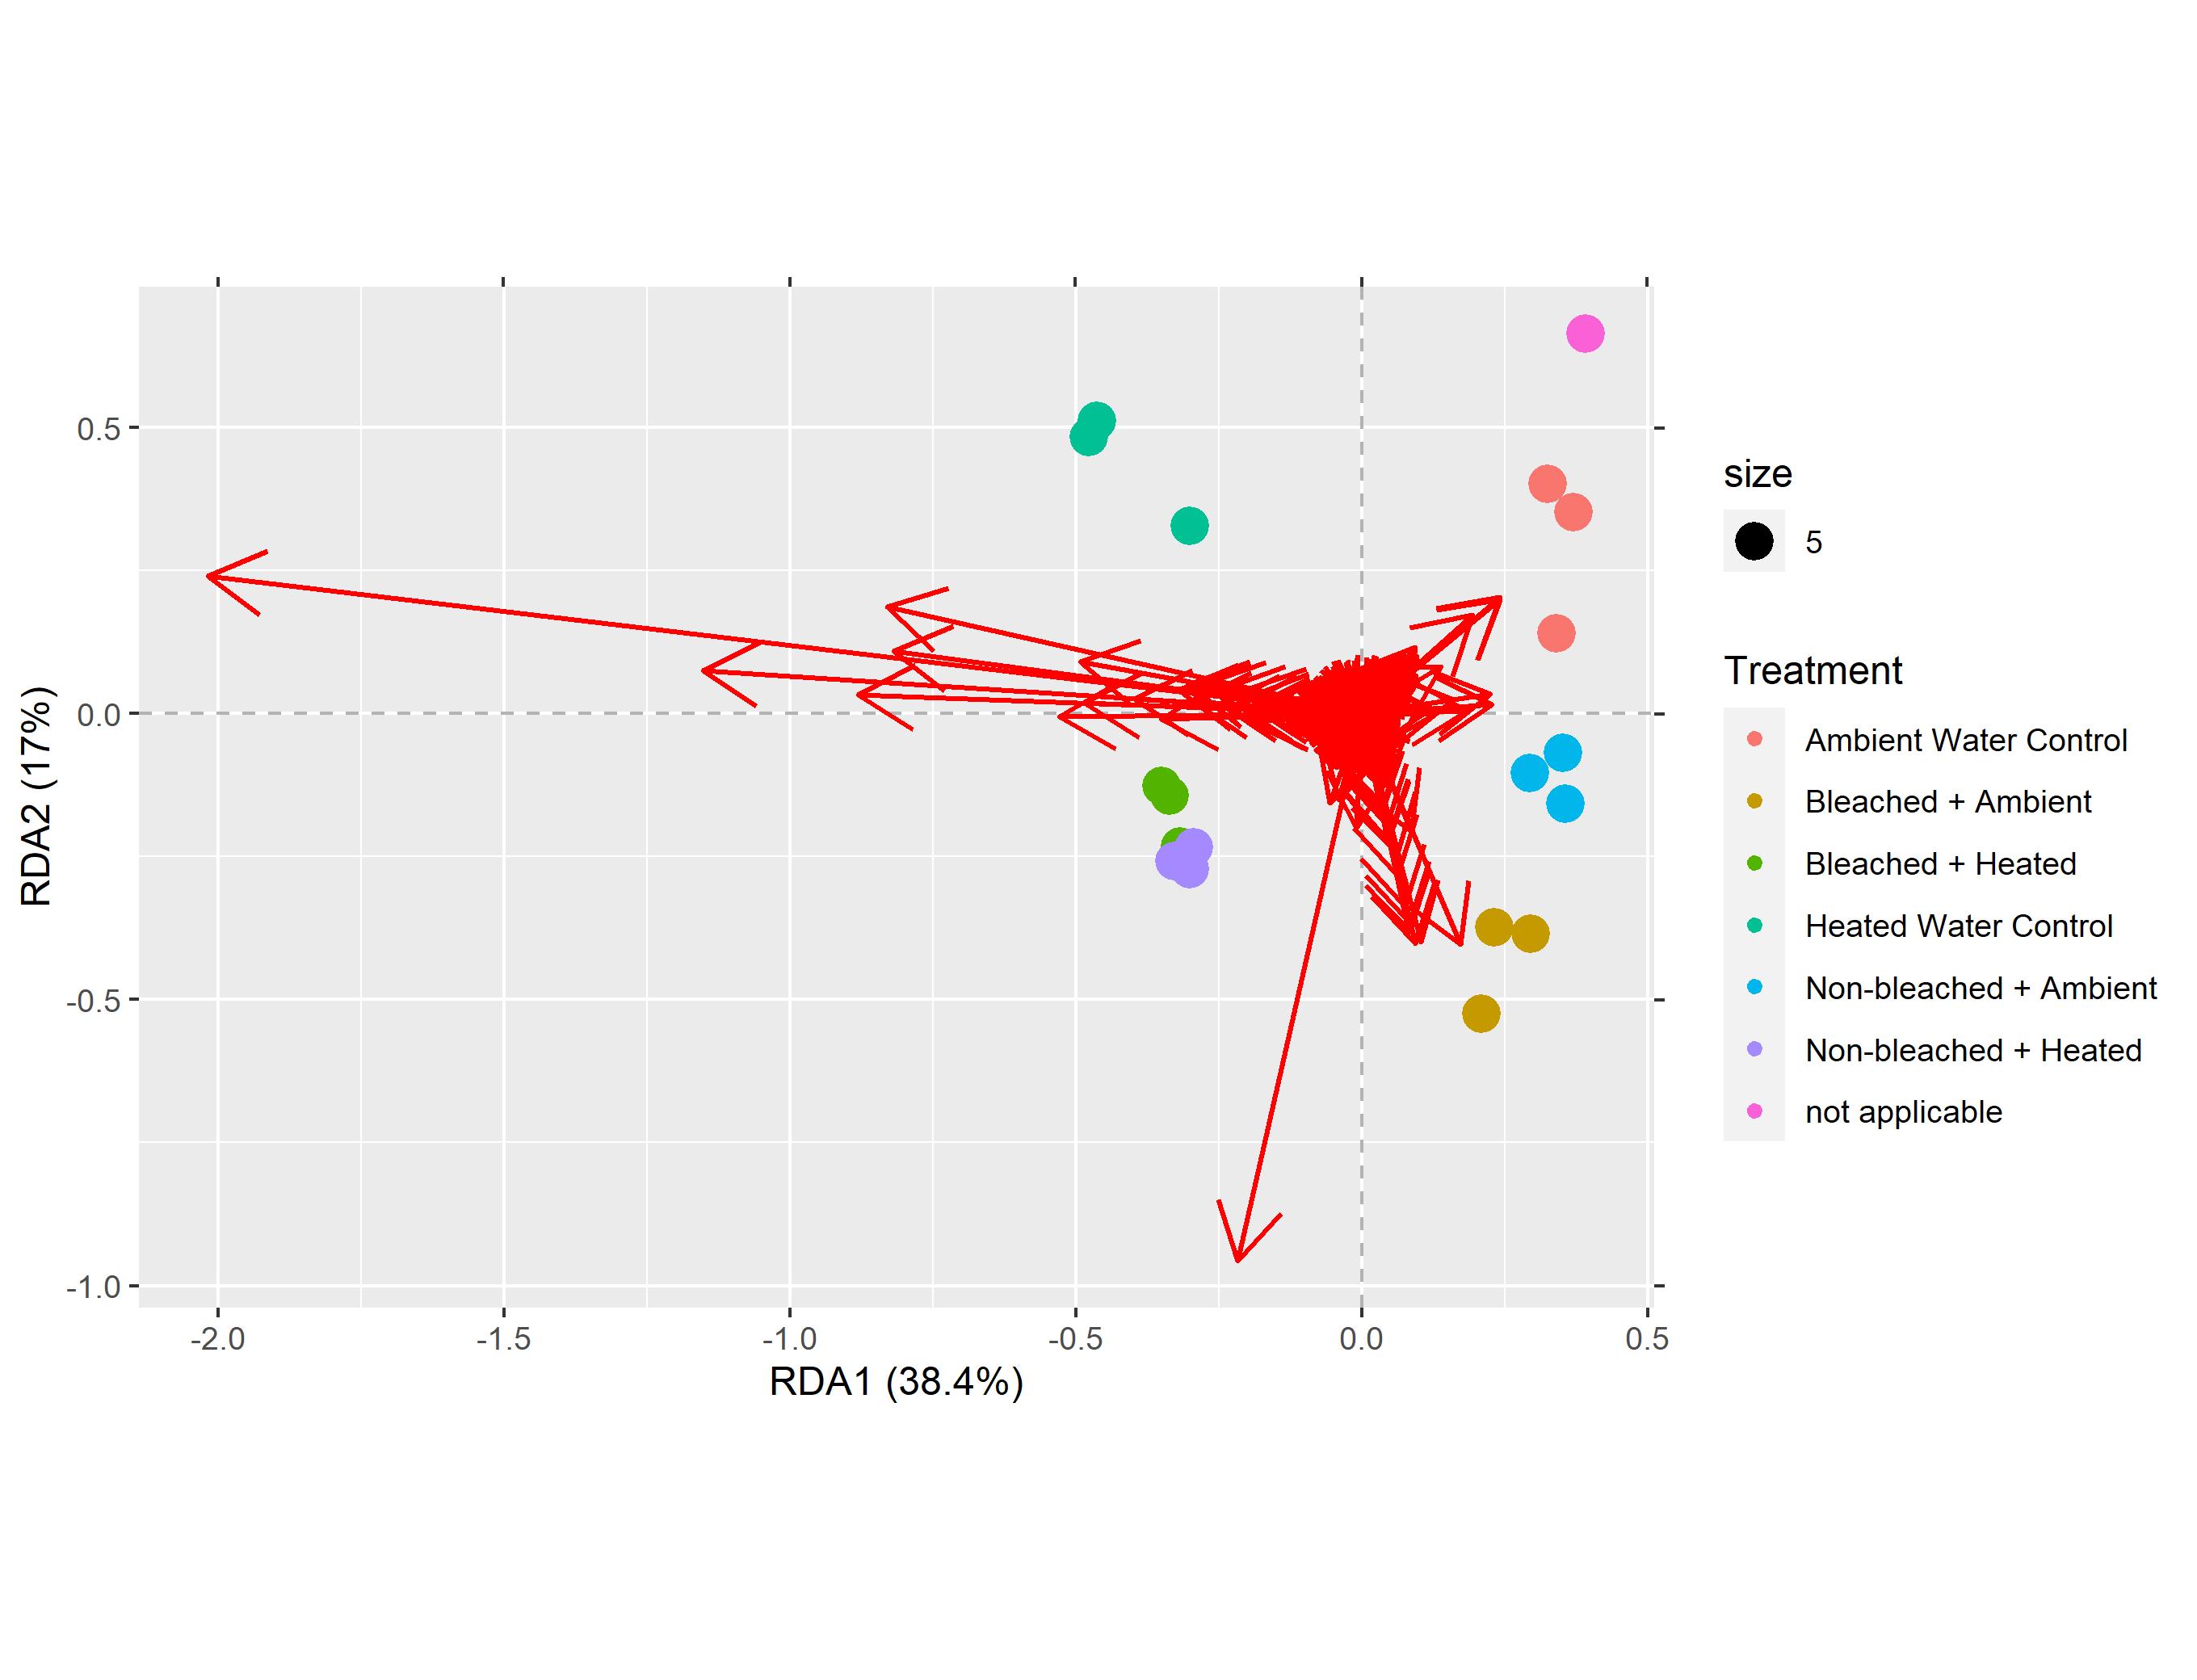 0.5
0.0
-0.5
-1.0
RDA2 (17%)
-2.0
-1.5
-1.0
-0.5
0.0
0.5
RDA1 (38.4%)
size
5
Treatment
Ambient Water Control
Bleached + Ambient
Bleached + Heated
Heated Water Control
Non-bleached + Ambient
Non-bleached + Heated
not applicable